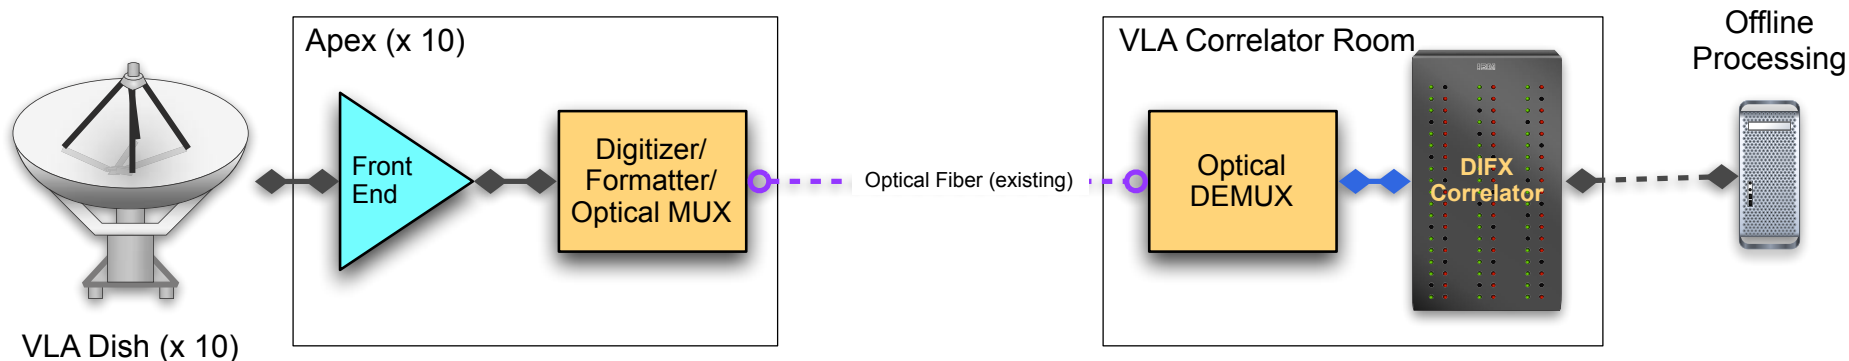 VLA Dish (x 10)
Apex (x 10)
Front
End
Digitizer/
Formatter/
Optical MUX
Optical Fiber (existing)
VLA Correlator Room
Optical
DEMUX
DIFX
Correlator
Offline
Processing